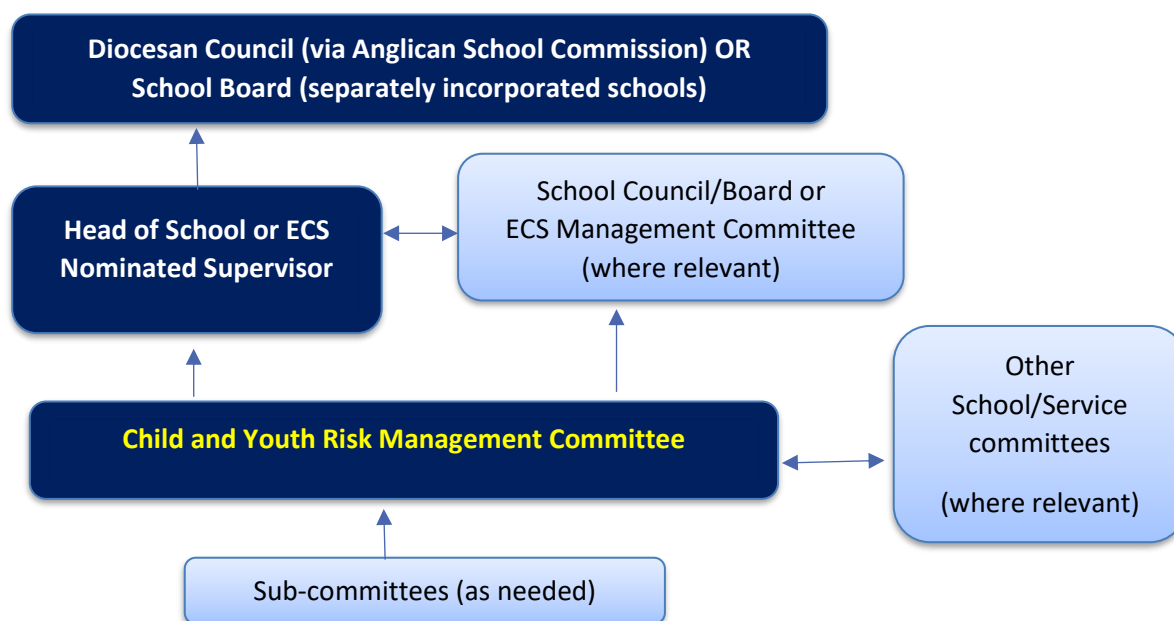 Diocesan Council (via Anglican School Commission) OR
School Board (separately incorporated schools)
Head of School or ECS
Nominated Supervisor
School Council/Board or
ECS Management Committee
(where relevant)
Other
School/Service
committees
(where relevant)
Child and Youth Risk Management Committee
Sub-committees (as needed)